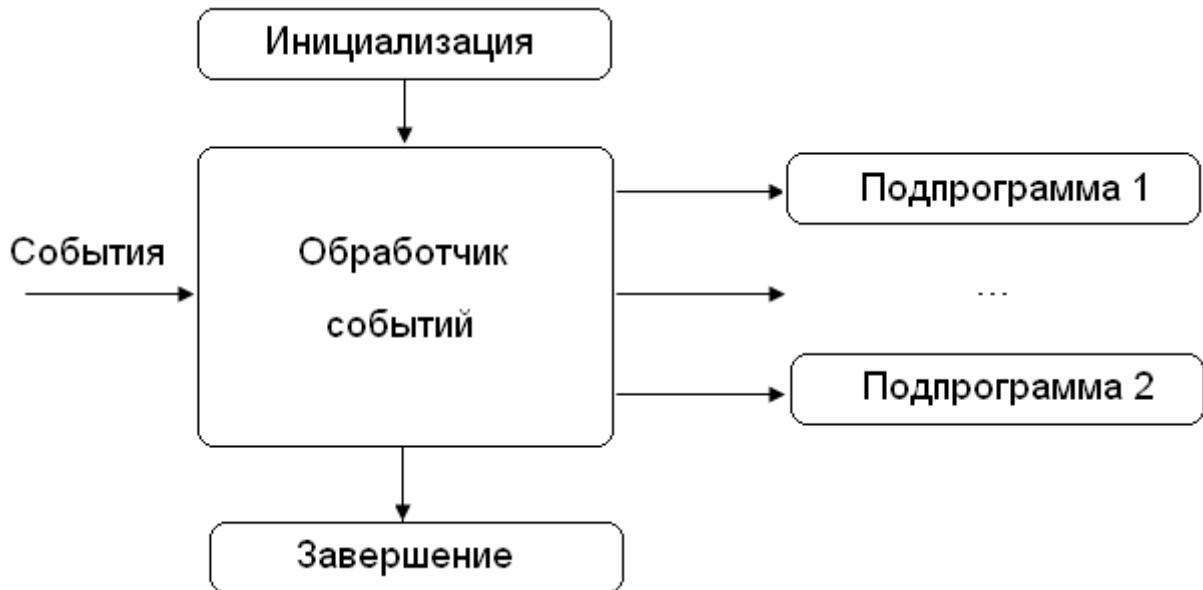 Инициализация
Подпрограмма 1
События
Обработчик
событий
...
Подпрограмма 2
Завершение